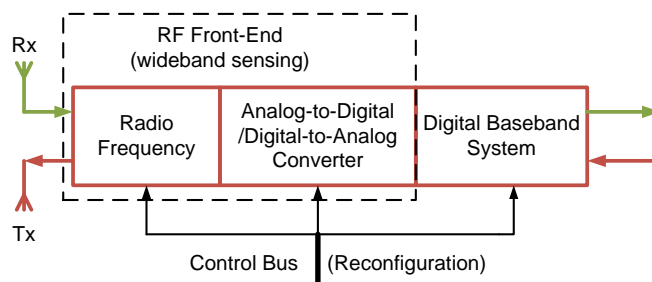 RF Front-End
(wideband sensing)
Rx
Radio
Frequency
Analog-to-Digital
/Digital-to-Analog
Converter
Digital Baseband
System
Tx
Control Bus
(Reconfiguration)